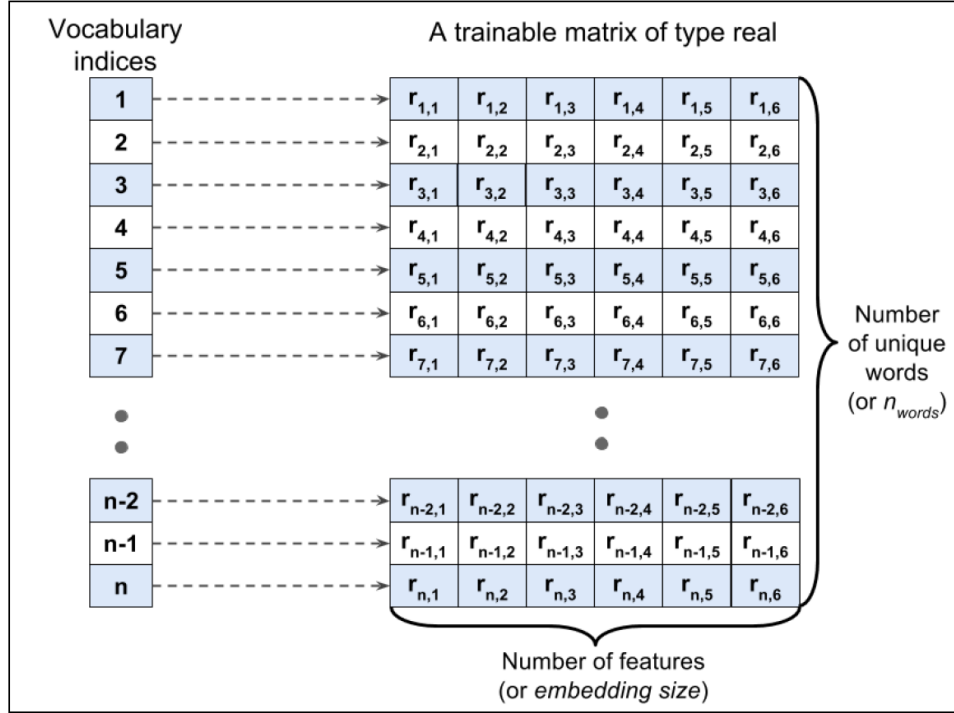 Vocabulary
indices
A trainable matrix of type real
1 r1,1 r1,2 r1,3 r1,4 r1,5 r1,6
2 r2,1 r2,2 r2,3 r2,4 r2,5 r2,6
3 r3,1 r3,2 r3,3 r3,4 r3,5 r3,6
4 r4,1 r4,2 r4,3 r4,4 r4,5 r4,6
5 r5,1 r5,2 r5,3 r5,4 r5,5 r5,6
6 r6,1 r6,2 r6,3 r6,4 r6,5 r6,6
7 r7,1 r7,2 r7,3 r7,4 r7,5 r7,6
n-2 rn-2,1 rn-2,2 rn-2,3 rn-2,4 rn-2,5 rn-2,6
n-1 rn-1,1 rn-1,2 rn-1,3 rn-1,4 rn-1,5 rn-1,6
n rn,1 rn,2 rn,3 rn,4 rn,5 rn,6
Number
of unique
words
(or nwords)
Number of features
(or embedding size)